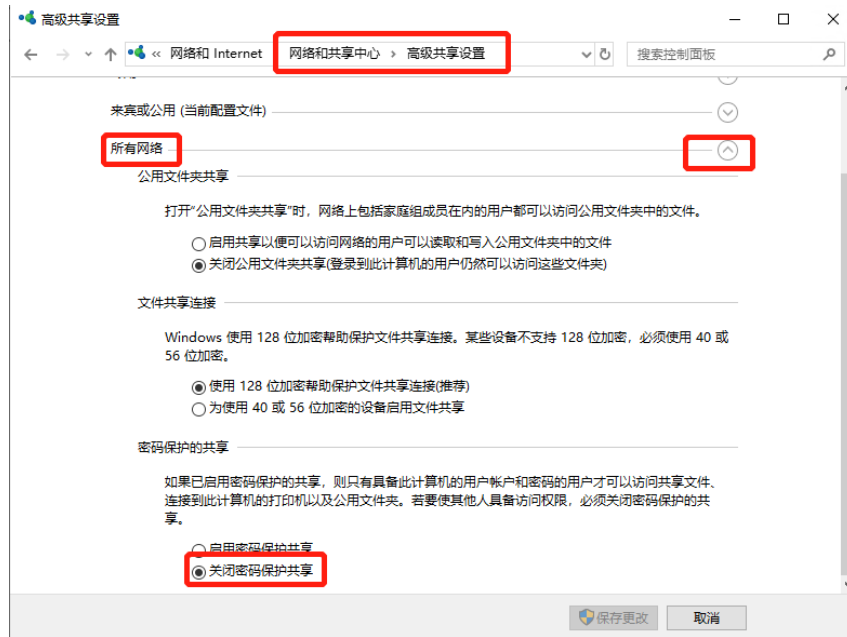 高级共享设置
« 网络和 Internet 网络和共享中心 › 高级共享设置 搜索控制面板
来宾或公用 (当前配置文件)
所有网络
公用文件夹共享
打开“公用文件夹共享”时，网络上包括家庭组成员在内的用户都可以访问公用文件夹中的文件。
启用共享以便可以访问网络的用户可以读取和写入公用文件夹中的文件
关闭公用文件夹共享(登录到此计算机的用户仍然可以访问这些文件夹)
文件共享连接
Windows 使用 128 位加密帮助保护文件共享连接。某些设备不支持 128 位加密，必须使用 40 或
56 位加密。
使用 128 位加密帮助保护文件共享连接(推荐)
为使用 40 或 56 位加密的设备启用文件共享
密码保护的共享
如果已启用密码保护的共享，则只有具备此计算机的用户帐户和密码的用户才可以访问共享文件、
连接到此计算机的打印机以及公用文件夹。若要使其他人具备访问权限，必须关闭密码保护的共
享。
启用密码保护共享
关闭密码保护共享
保存更改 取消